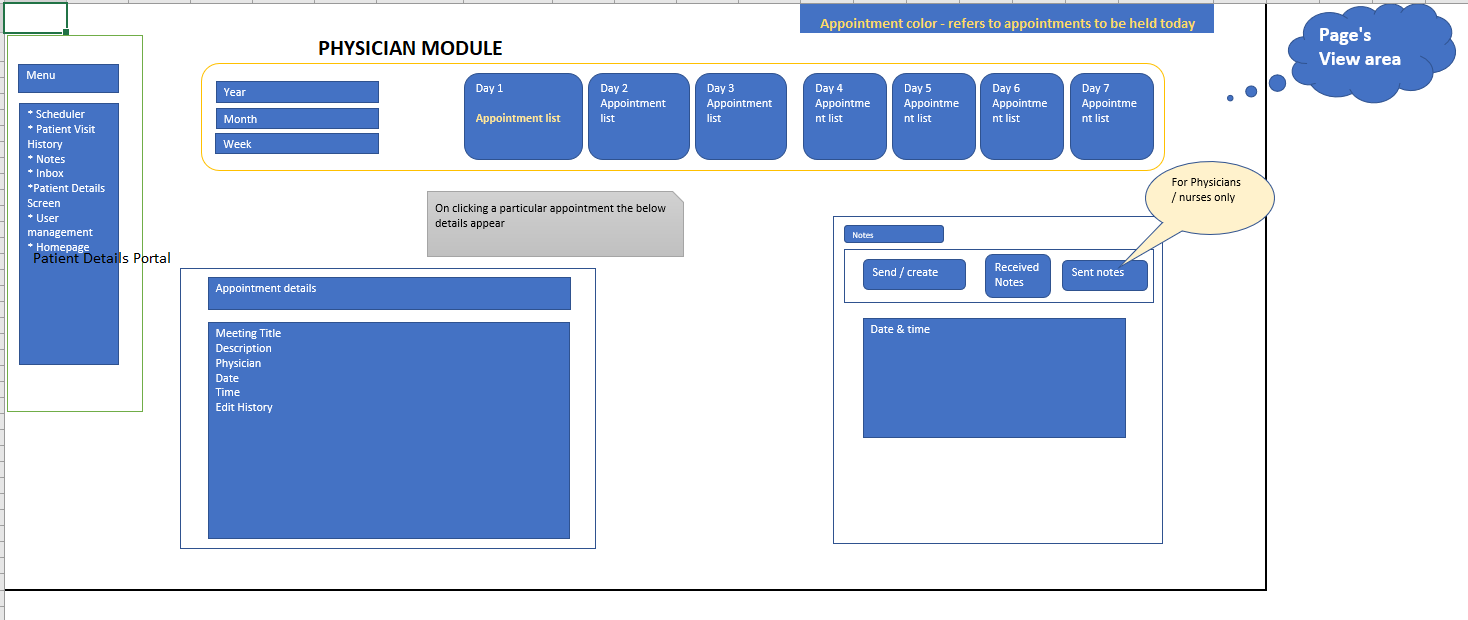 Appointment color - refers to appointments to be held today
Page's
View area
PHYSICIAN MODULE
Menu
* Scheduler
* Patient Visit
History
* Notes
* Inbox
*Patient Details
Screen
* User
management
* Homepage
Patient Details Portal
Year
Month
Week
Day 1
Appointment list
Day 2
Appointment
list
Day 3
Appointment
list
Day 4
Appointme
nt list
Day 5
Appointme
nt list
Day 6
Appointme
nt list
Day 7
Appointme
nt list
On clicking a particular appointment the below
details appear
For Physicians
/ nurses only
Appointment details
Meeting Title
Description
Physician
Date
Time
Edit History
Notes
Send / create
Received
Notes
Sent notes
Date & time